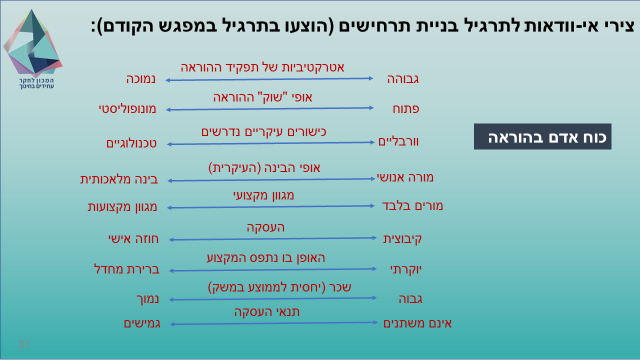 צירי אי-וודאות לתרגיל בניית תרחישים (הוצעו בתרגיל במפגש הקודם):
המכון לחקר
עתידים בחינוך
כוח אדם בהוראה
אטרקטיביות של תפקיד ההוראה
גבוהה נמוכה
אופי "שוק" ההוראה
פתוח מונופוליסטי
כישורים עיקריים נדרשים
וורבליים טכנולוגיים
אופי הבינה (העיקרית)
מורה אנושי בינה מלאכותית
מגוון מקצועי
מורים בלבד מגוון מקצועות
העסקה
קיבוצית חוזה אישי
האופן בו נתפס המקצוע
יוקרתי ברירת מחדל
שכר (יחסית לממוצע במשק)
גבוה נמוך
תנאי העסקה
אינם משתנים גמישים